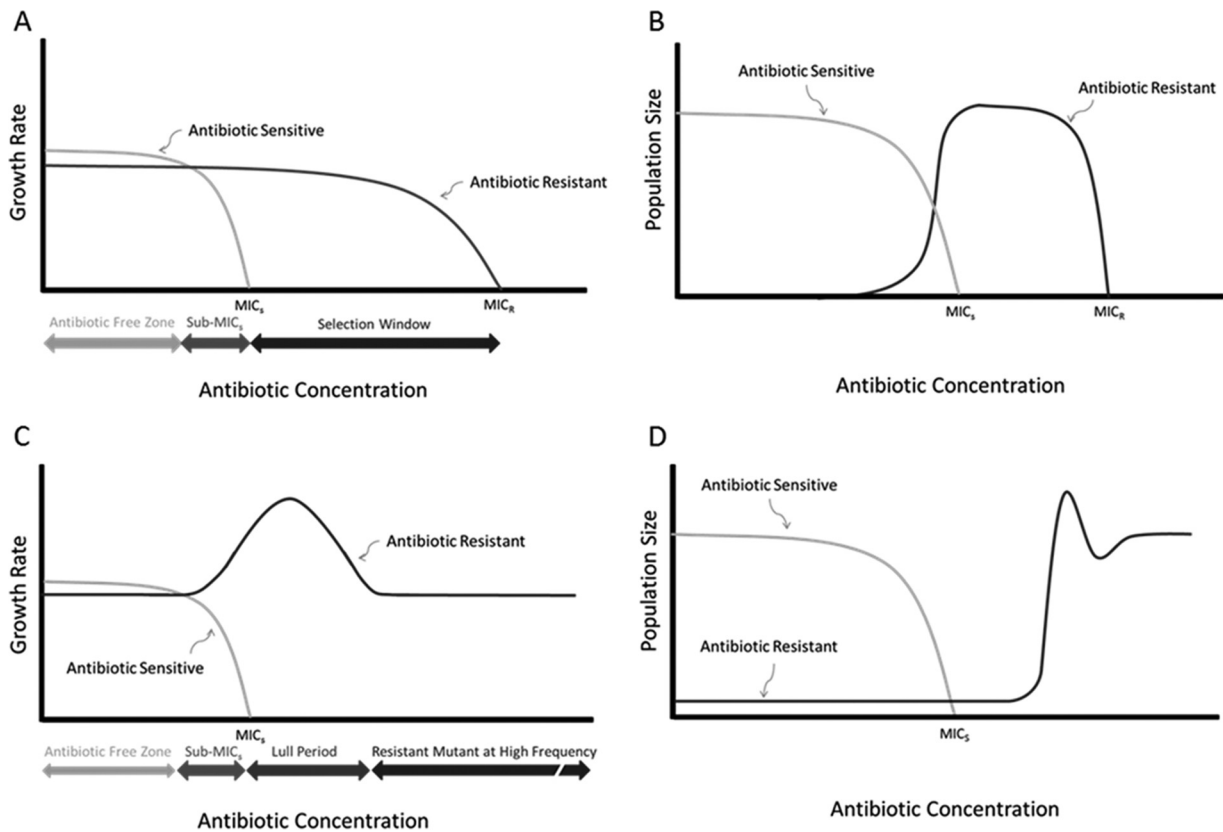 A
Growth Rate
Antibiotic Sensitive
Antibiotic Resistant
MICs
MICR
Antibiotic Free Zone
Sub-MICs
Selection Window
Antibiotic Concentration
B
Population Size
Antibiotic Sensitive
Antibiotic Resistant
MICs
MICR
Antibiotic Concentration
C
Growth Rate
Antibiotic Resistant
Antibiotic Sensitive
MICs
Antibiotic Free Zone
Sub-MICs
Lull Period
Resistant Mutant at High Frequency
Antibiotic Concentration
D
Population Size
Antibiotic Sensitive
Antibiotic Resistant
MICs
Antibiotic Concentration